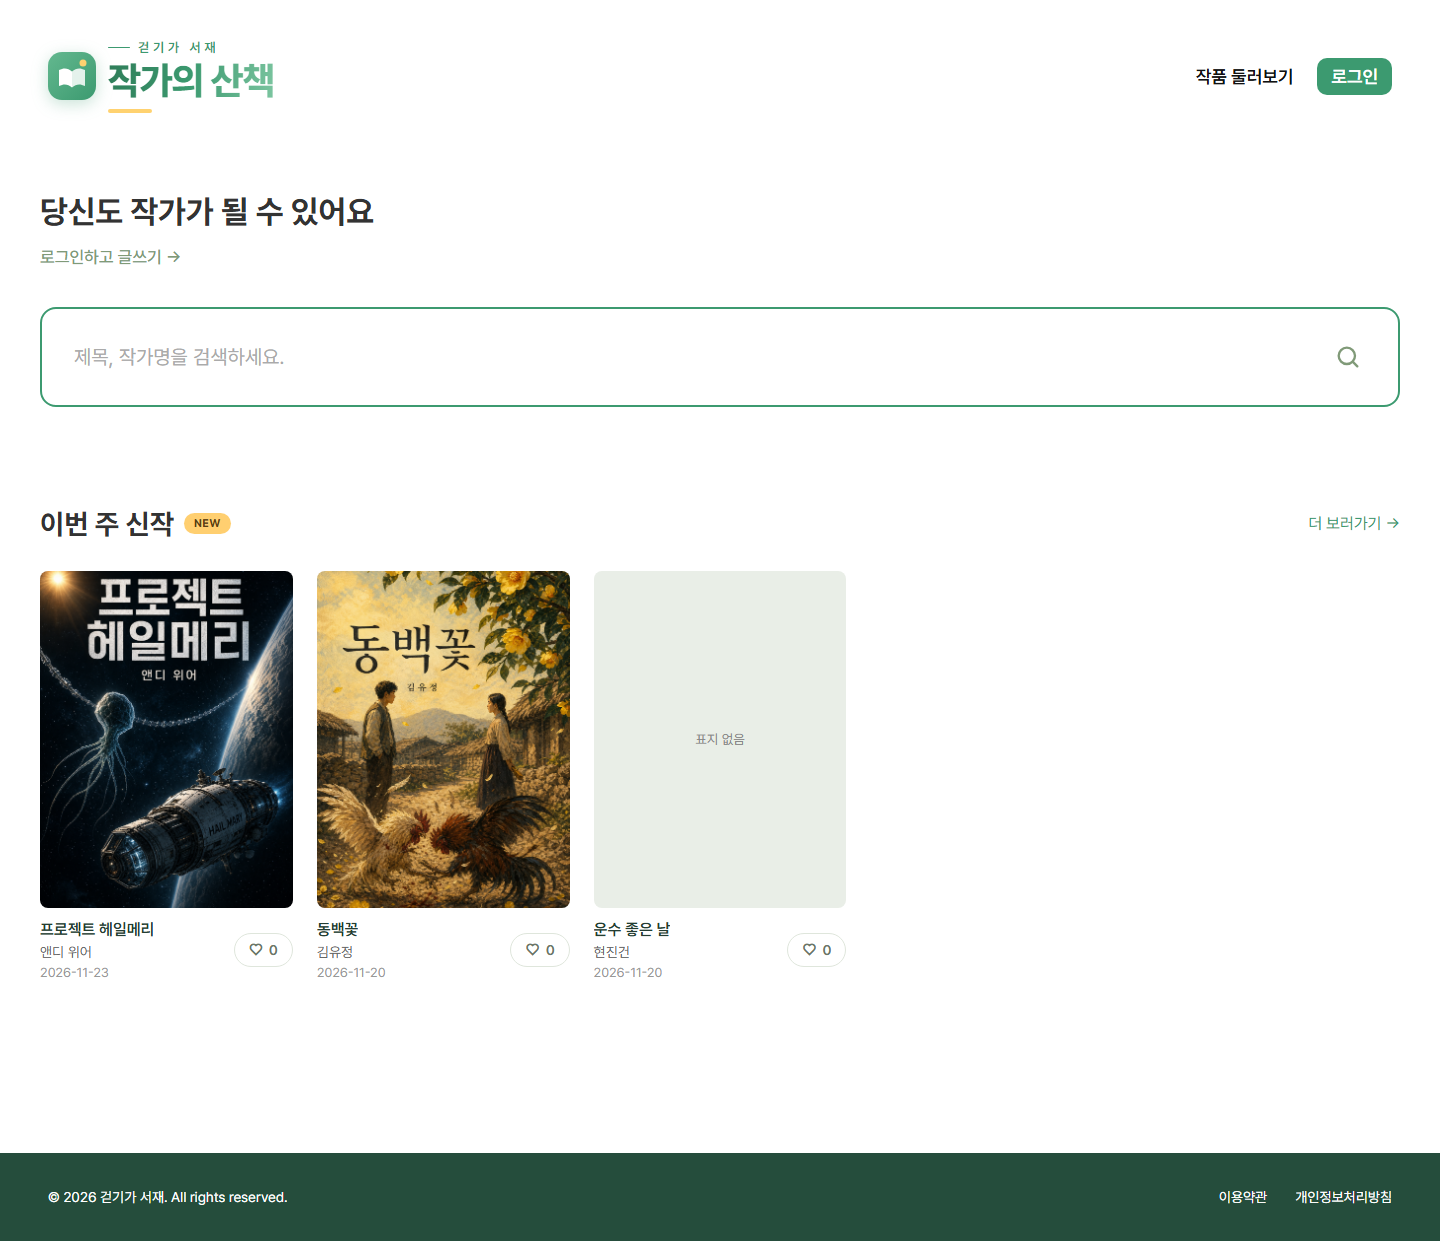 걷기가 서재
작가의 산책
작품 둘러보기
로그인
당신도 작가가 될 수 있어요
로그인하고 글쓰기 →
제목, 작가명을 검색하세요.
이번 주 신작 NEW
더 보러가기 →
프로젝트
헤일메리
앤디 위어
HAIL MARY
동백꽃
김유정
표지 없음
프로젝트 헤일메리
앤디 위어
2026-11-23
0
동백꽃
김유정
2026-11-20
0
운수 좋은 날
현진건
2026-11-20
0
© 2026 걷기가 서재. All rights reserved.
이용약관
개인정보처리방침